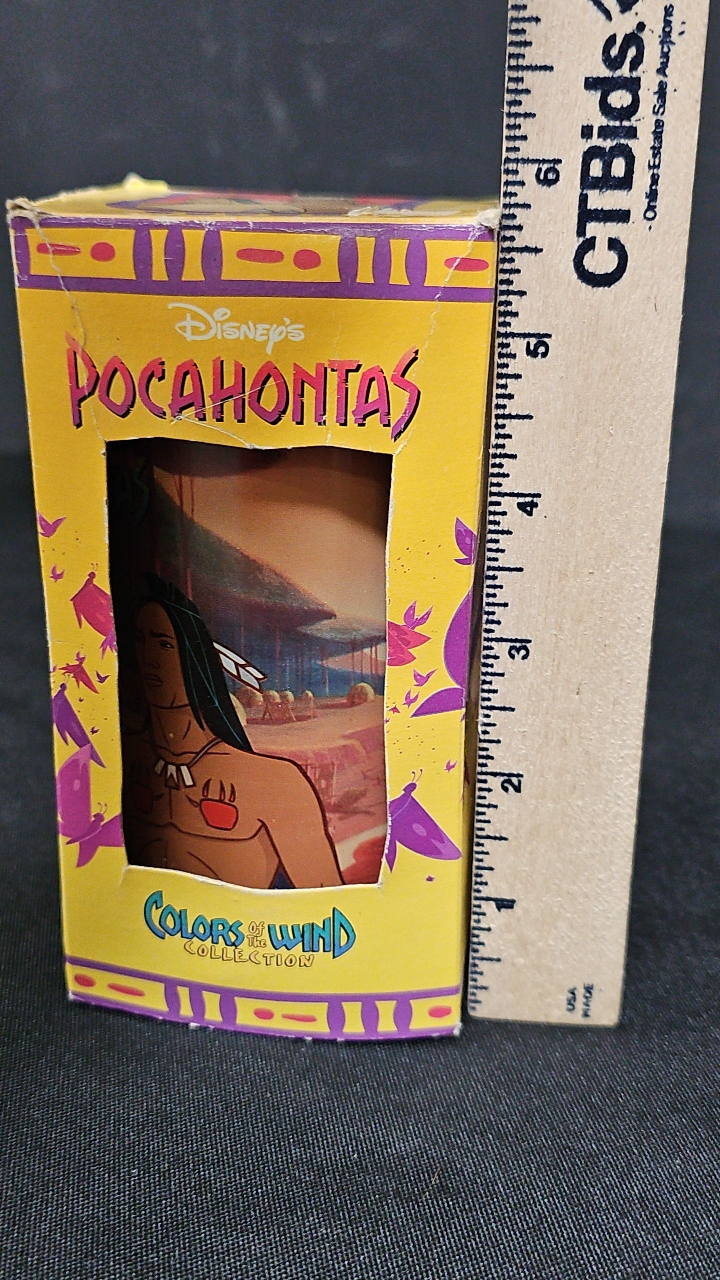 DISNEY'S
POCAHONTAS
AS
COLORS OF THE WIND
COLLECTION
CTBids.
- Online Estate Sale Auctions
6
5
4
3
2
1
USA
MADE